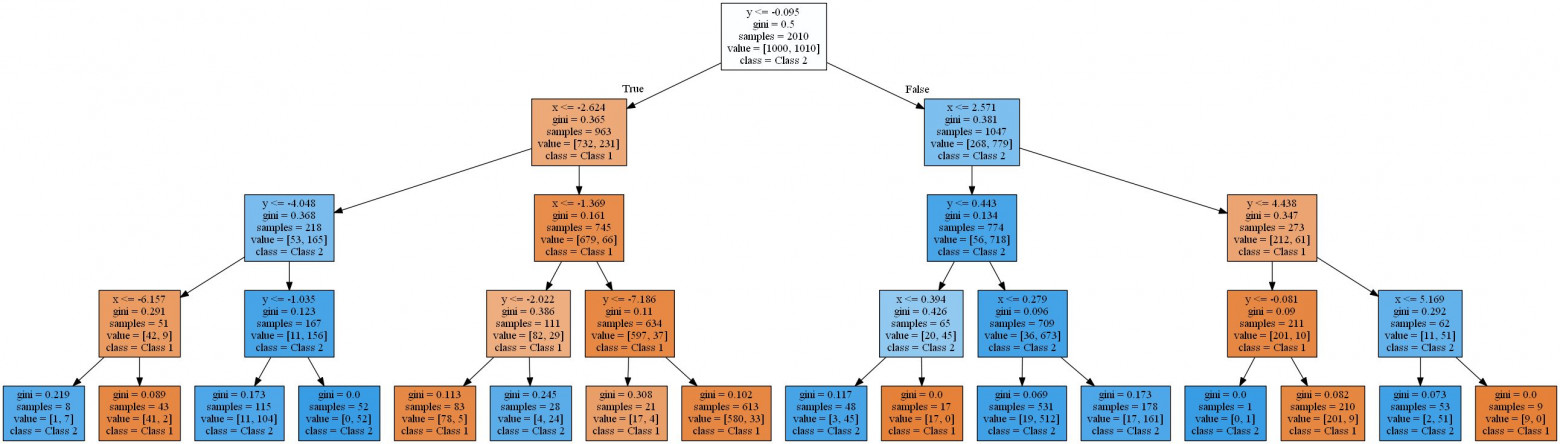 y <= -0.095
gini = 0.5
samples = 2010
value = [1000, 1010]
class = Class 2
True
False
x <= -2.624
gini = 0.365
samples = 963
value = [732, 231]
class = Class 1
x <= 2.571
gini = 0.381
samples = 1047
value = [268, 779]
class = Class 2
y <= -4.048
gini = 0.368
samples = 218
value = [53, 165]
class = Class 2
x <= -1.369
gini = 0.161
samples = 745
value = [679, 66]
class = Class 1
y <= 0.443
gini = 0.134
samples = 774
value = [56, 718]
class = Class 2
y <= 4.438
gini = 0.347
samples = 273
value = [212, 61]
class = Class 1
x <= -6.157
gini = 0.291
samples = 51
value = [42, 9]
class = Class 1
y <= -1.035
gini = 0.123
samples = 167
value = [11, 156]
class = Class 2
y <= -2.022
gini = 0.386
samples = 111
value = [82, 29]
class = Class 1
y <= -7.186
gini = 0.11
samples = 634
value = [597, 37]
class = Class 1
x <= 0.394
gini = 0.426
samples = 65
value = [20, 45]
class = Class 2
x <= 0.279
gini = 0.096
samples = 709
value = [36, 673]
class = Class 2
y <= -0.081
gini = 0.09
samples = 211
value = [201, 10]
class = Class 1
x <= 5.169
gini = 0.292
samples = 62
value = [11, 51]
class = Class 2
gini = 0.219
samples = 8
value = [1, 7]
class = Class 2
gini = 0.089
samples = 43
value = [41, 2]
class = Class 1
gini = 0.173
samples = 115
value = [11, 104]
class = Class 2
gini = 0.0
samples = 52
value = [0, 52]
class = Class 2
gini = 0.113
samples = 83
value = [78, 5]
class = Class 1
gini = 0.245
samples = 28
value = [4, 24]
class = Class 2
gini = 0.308
samples = 21
value = [17, 4]
class = Class 1
gini = 0.102
samples = 613
value = [580, 33]
class = Class 1
gini = 0.117
samples = 48
value = [3, 45]
class = Class 2
gini = 0.0
samples = 17
value = [17, 0]
class = Class 1
gini = 0.069
samples = 531
value = [19, 512]
class = Class 2
gini = 0.173
samples = 178
value = [17, 161]
class = Class 2
gini = 0.0
samples = 1
value = [0, 1]
class = Class 2
gini = 0.082
samples = 210
value = [201, 9]
class = Class 1
gini = 0.073
samples = 53
value = [2, 51]
class = Class 2
gini = 0.0
samples = 9
value = [9, 0]
class = Class 1